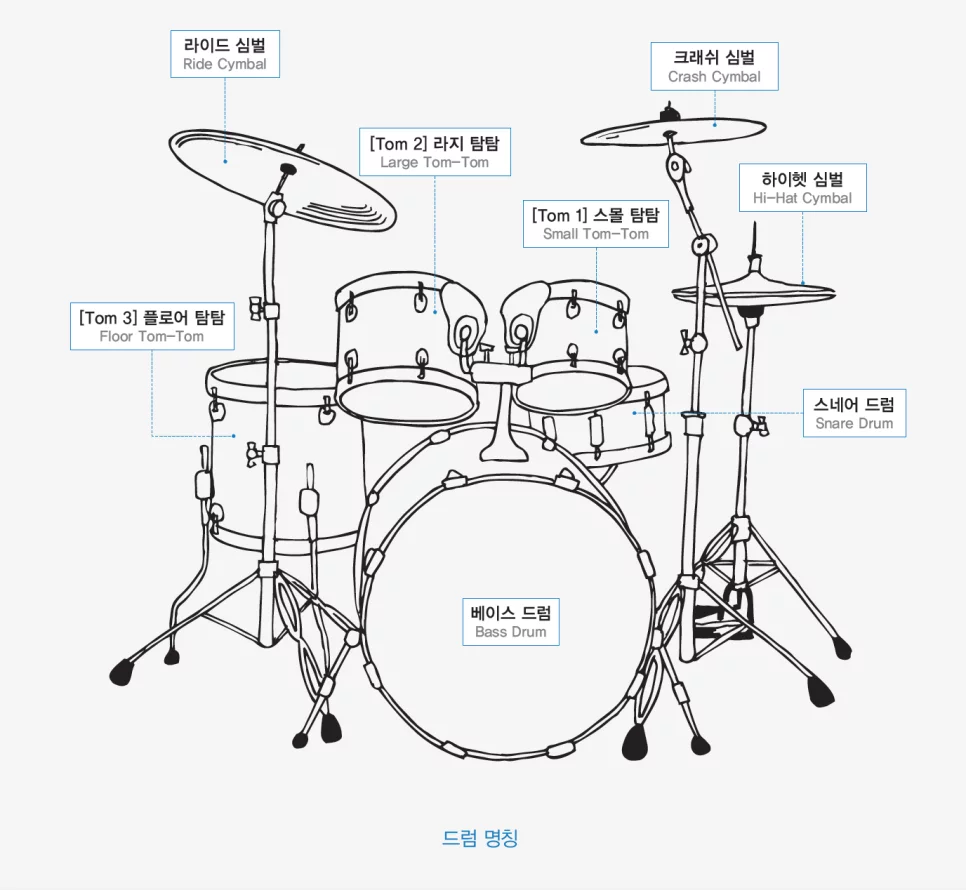 라이드 심벌
Ride Cymbal
크래쉬 심벌
Crash Cymbal
[Tom 2] 라지 탐탐
Large Tom-Tom
하이헷 심벌
Hi-Hat Cymbal
[Tom 1] 스몰 탐탐
Small Tom-Tom
[Tom 3] 플로어 탐탐
Floor Tom-Tom
스네어 드럼
Snare Drum
베이스 드럼
Bass Drum
드럼 명칭